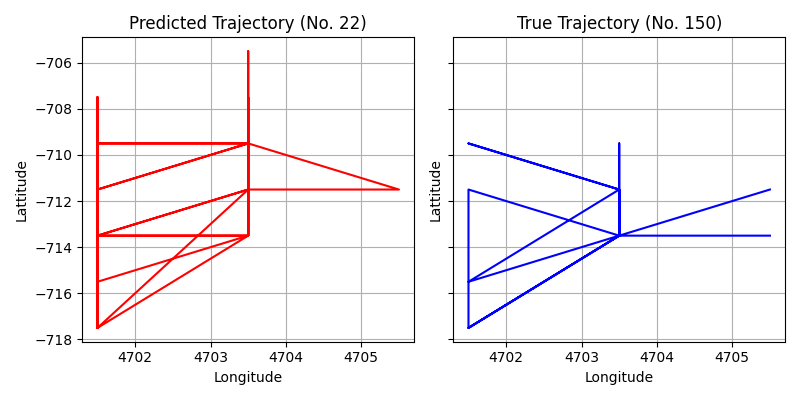 Predicted Trajectory (No. 22)
True Trajectory (No. 150)
−706
−708
−710
−712
−714
−716
−718
Lattitude
Lattitude
4702
4703
4704
4705
4702
4703
4704
4705
Longitude
Longitude